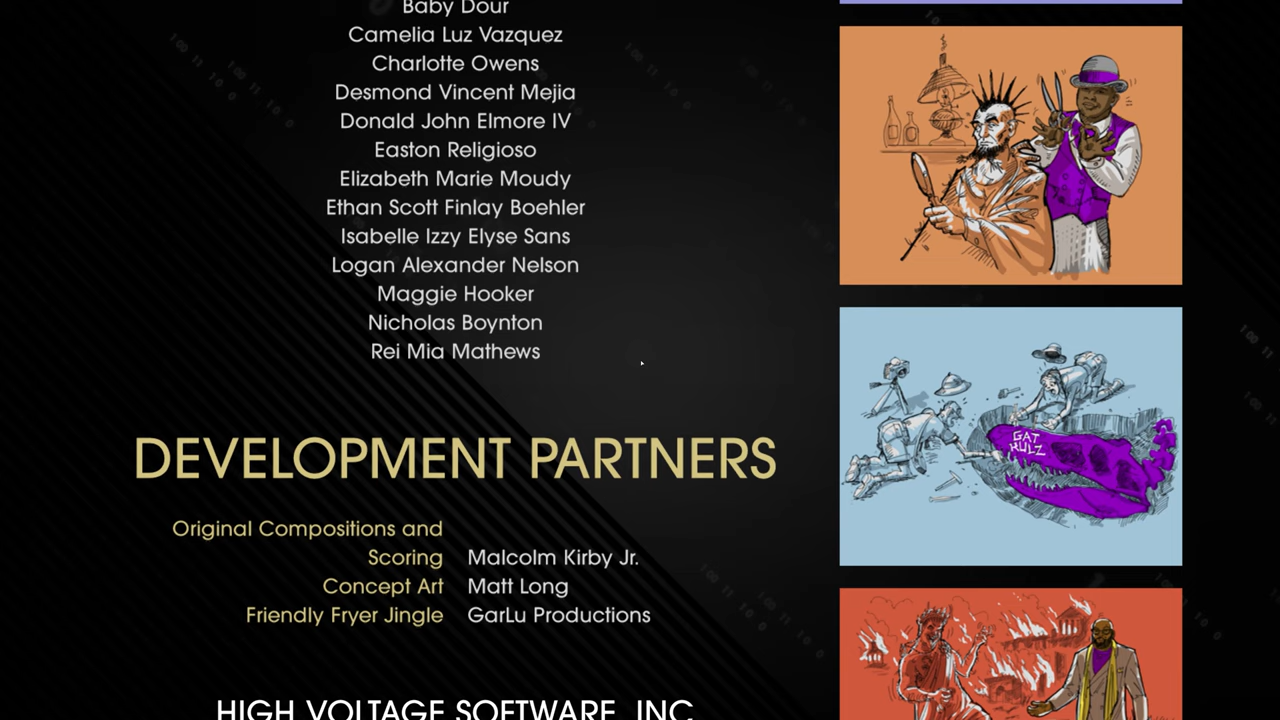 Baby Dour
Camelia Luz Vazquez
Charlotte Owens
Desmond Vincent Mejia
Donald John Elmore IV
Easton Religioso
Elizabeth Marie Moudy
Ethan Scott Finlay Boehler
Isabelle Izzy Elyse Sans
Logan Alexander Nelson
Maggie Hooker
Nicholas Boynton
Rei Mia Mathews
GAT
RULZ
DEVELOPMENT PARTNERS
Original Compositions and
Scoring Malcolm Kirby Jr.
Concept Art Matt Long
Friendly Fryer Jingle GarLu Productions
HIGH VOLTAGE SOFTWARE, INC